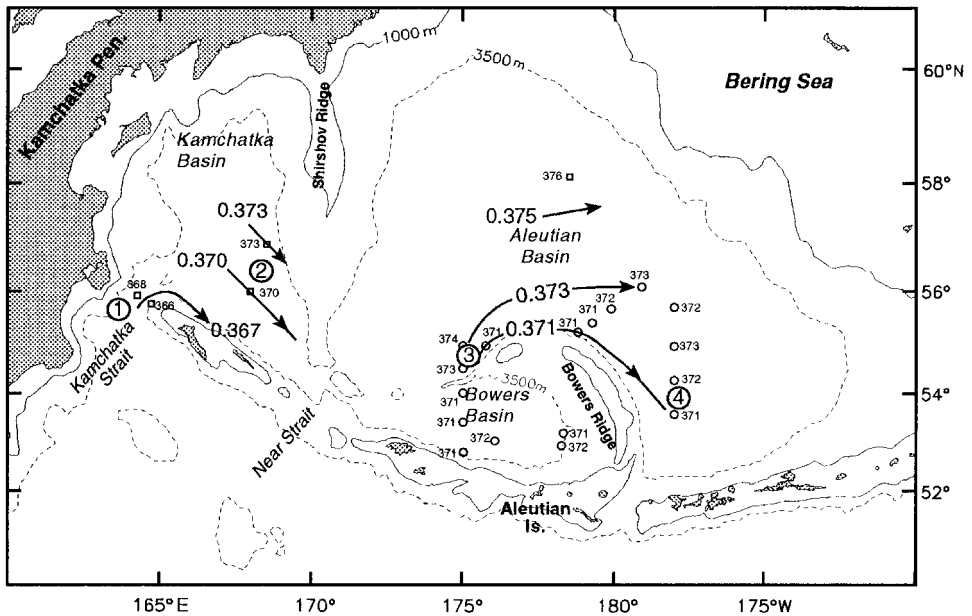 1000 m
3500m
Kamchatka Pen.
Shirshov Ridge
Bering Sea
60°N
Kamchatka
Basin
376
58°
0.373
0.375
373
Aleutian
Basin
0.370
2
373
368
370
0.373
372
56°
1
366
371
372
0.367
0.371
371
374
371
3
373
Kamchatka
Strait
373
3500m
372
371
Bowers
Basin
4
54°
371
Bowers Ridge
371
372
371
Near Strait
371
372
52°
Aleutian
Is.
165°E
170°
175°
180°
175°W